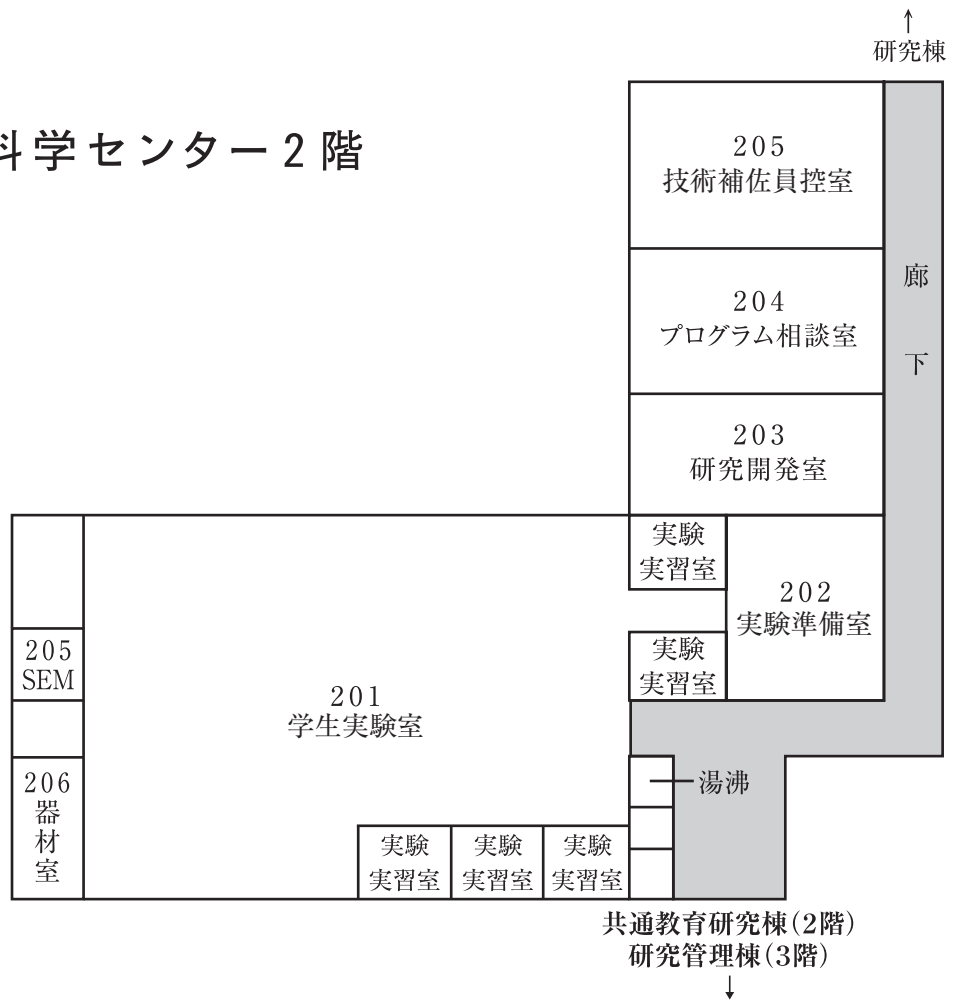 ↑
研究棟
科学センター2階
205
技術補佐員控室
204
プログラム相談室
廊
下
203
研究開発室
実験
実習室
202
実験準備室
実験
実習室
205
SEM
201
学生実験室
206
器
材
室
湯沸
実験
実習室
実験
実習室
実験
実習室
共通教育研究棟(2階)
研究管理棟(3階)
↓